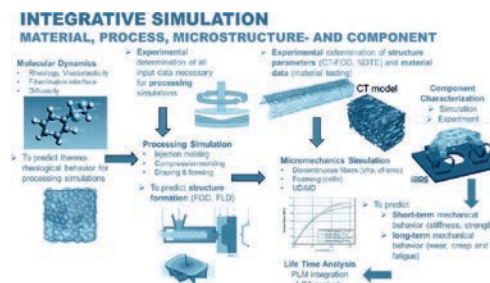 INTEGRATIVE SIMULATION
MATERIAL, PROCESS, MICROSTRUCTURE- AND COMPONENT
Molecular Dynamics
Rheology, Viscoelasticity
Fiber/matrix interface
Diffusivity
To predict thermo-
rheological behavior for
processing simulations
Experimental
determination of all
input data necessary
for processing
simulations
Processing Simulation
Injection molding
Compression molding
Draping & forming
To predict structure
formation (FOD, FLD)
Experimental determination of structure
parameters (CT-FOD, NDTE) and material
data (material testing)
CT model
Micromechanics Simulation
Discontinuous fibers
Foaming (cells)
UD/MD
Component
Characterization
Simulation
Experiment
To predict
Short-term mechanical
behavior (stiffness, strength)
long-term mechanical
behavior (wear, creep and
fatigue)
Life Time Analysis
PLM integration